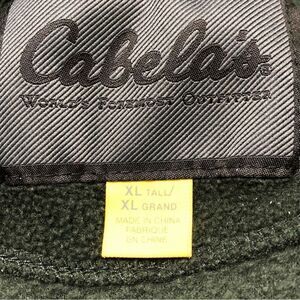 Cabela's®
WORLD'S FOREMOST OUTFITTER
XL TALL/
XL GRAND
MADE IN CHINA
FABRIQUÉ
EN CHINE